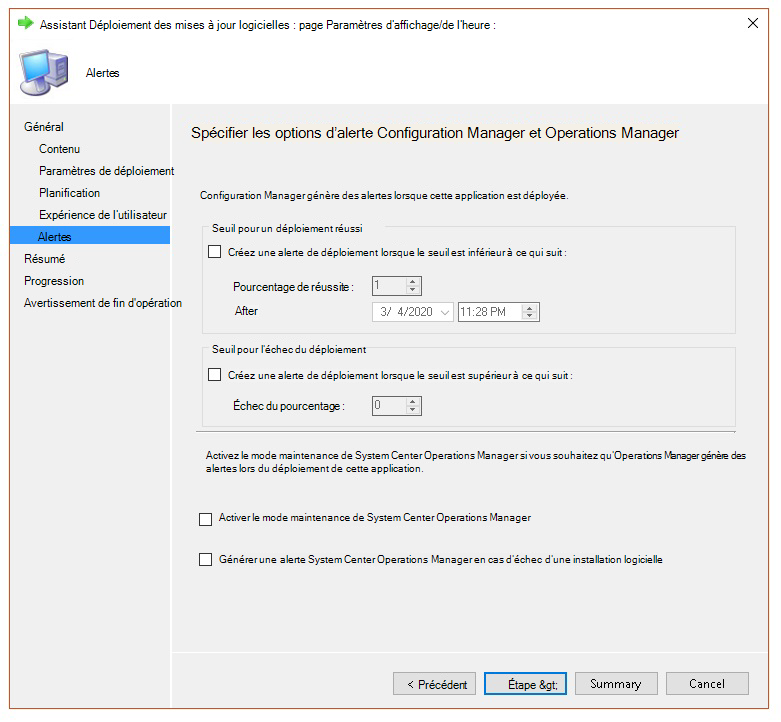 Assistant Déploiement des mises à jour logicielles : page Paramètres d'affichage/de l'heure :
Alertes
Général
Contenu
Paramètres de déploiement
Planification
Expérience de l'utilisateur
Alertes
Résumé
Progression
Avertissement de fin d'opération
Spécifier les options d'alerte Configuration Manager et Operations Manager
Configuration Manager génère des alertes lorsque cette application est déployée.
Seuil pour un déploiement réussi
Créez une alerte de déploiement lorsque le seuil est inférieur à ce qui suit :
Pourcentage de réussite : 1
After 3/ 4/2020 11:28 PM
Seuil pour l'échec du déploiement
Créez une alerte de déploiement lorsque le seuil est supérieur à ce qui suit :
Échec du pourcentage : 0
Activez le mode maintenance de System Center Operations Manager si vous souhaitez qu'Operations Manager génère des
alertes lors du déploiement de cette application.
Activer le mode maintenance de System Center Operations Manager
Générer une alerte System Center Operations Manager en cas d'échec d'une installation logicielle
< Précédent
Étape &gt;
Summary
Cancel